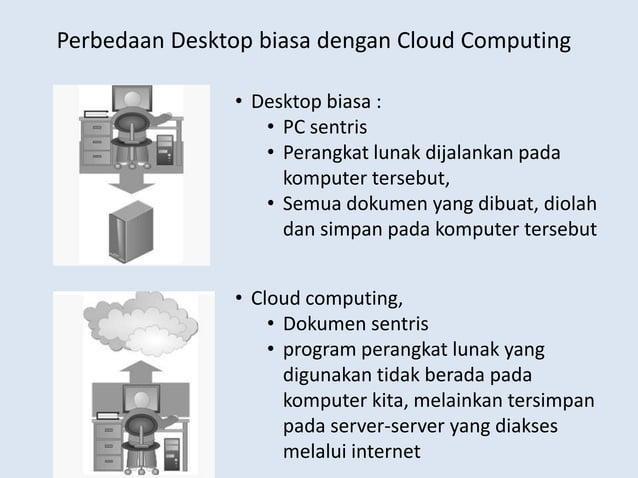 Perbedaan Desktop biasa dengan Cloud Computing
• Desktop biasa :
• PC sentris
• Perangkat lunak dijalankan pada
komputer tersebut,
• Semua dokumen yang dibuat, diolah
dan simpan pada komputer tersebut
• Cloud computing,
• Dokumen sentris
• program perangkat lunak yang
digunakan tidak berada pada
komputer kita, melainkan tersimpan
pada server-server yang diakses
melalui internet